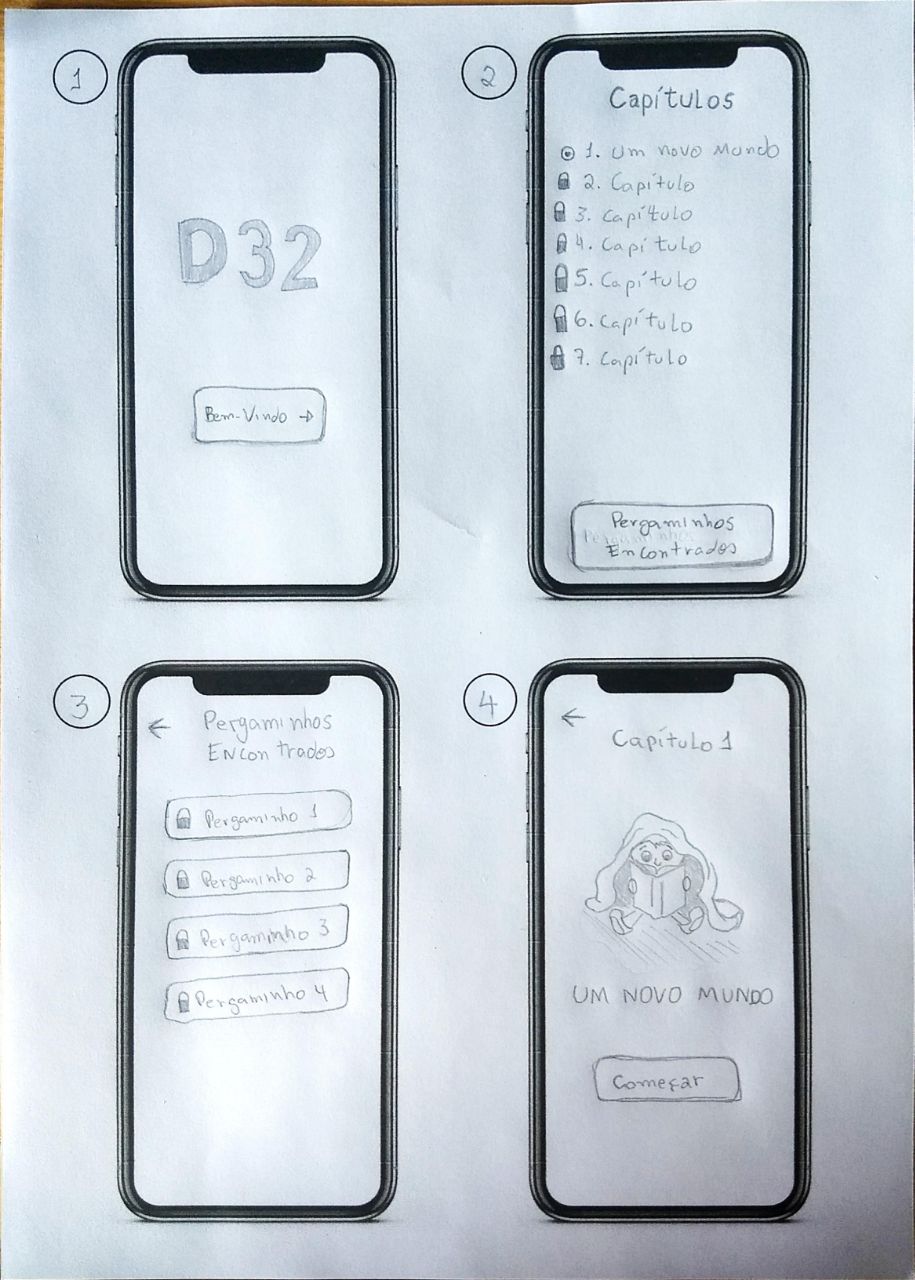 1
D32
Bem-Vindo →
2
Capítulos
1. Um novo Mundo
2. Capítulo
3. Capítulo
4. Capítulo
5. Capítulo
6. Capítulo
7. Capítulo
Pergaminhos
Encontrados
3
←
Pergaminhos
Encontrados
Pergaminho 1
Pergaminho 2
Pergaminho 3
Pergaminho 4
4
←
Capítulo 1
UM NOVO MUNDO
Começar